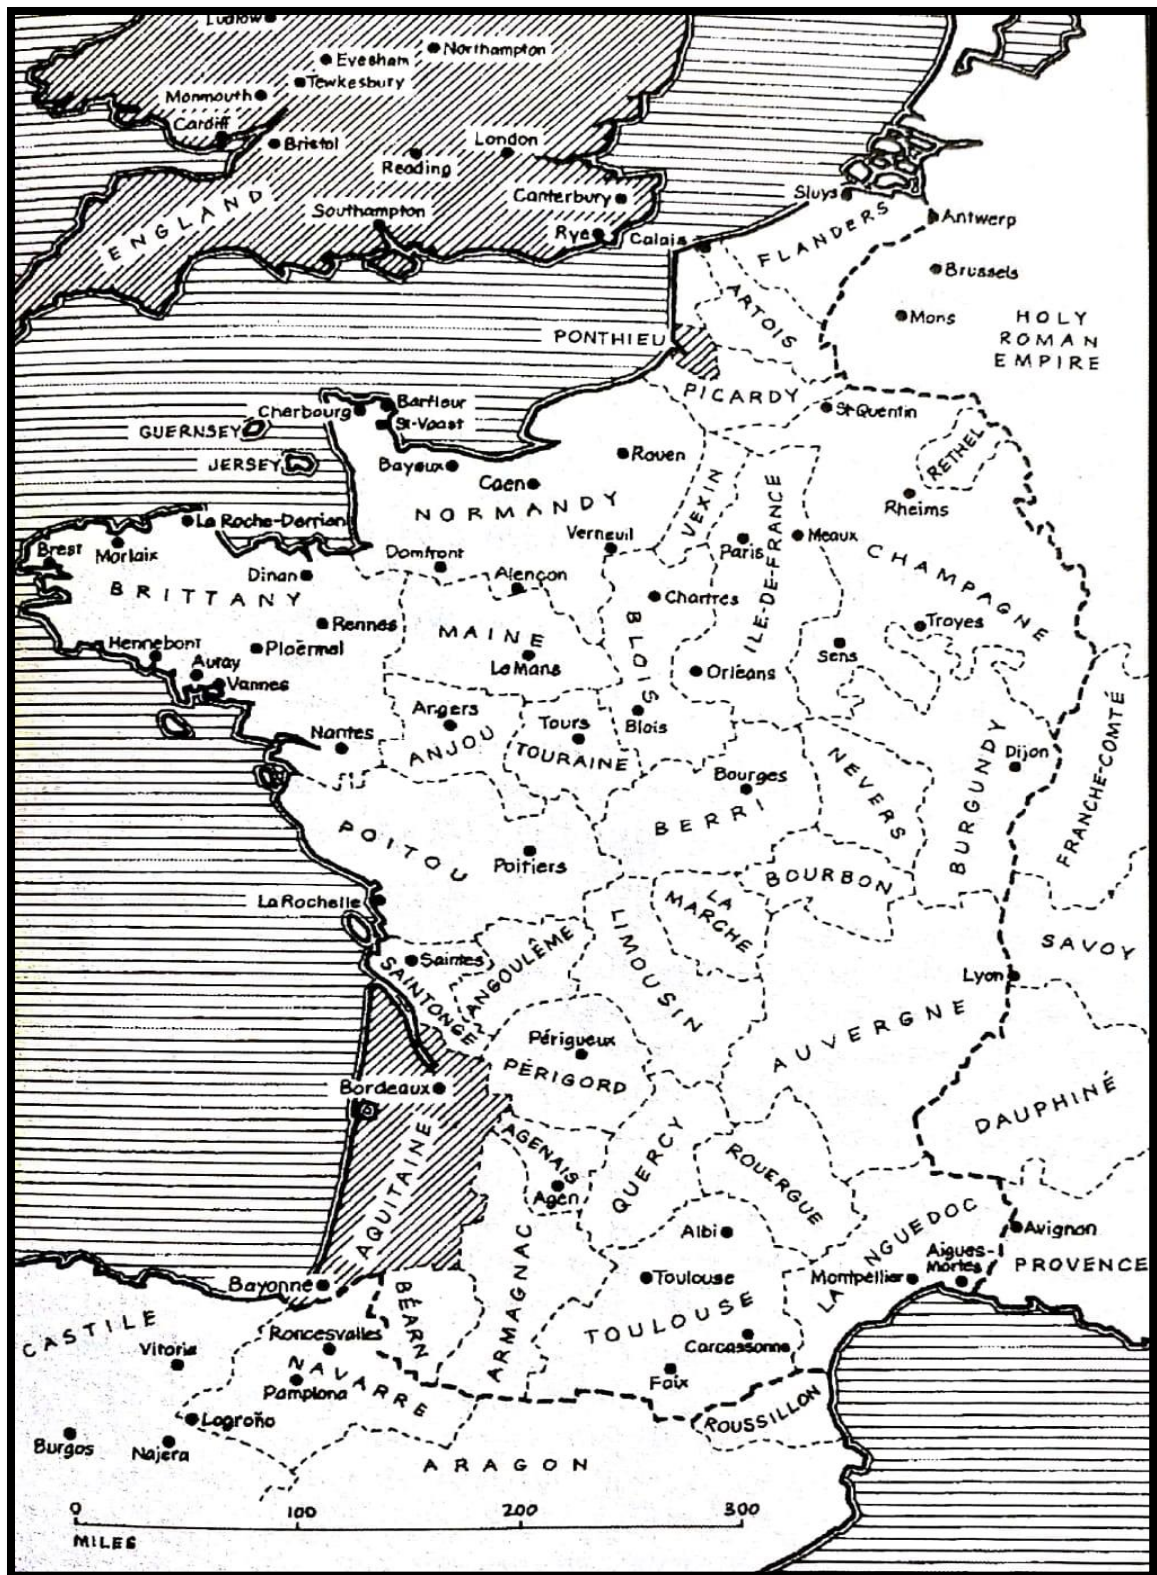 Ludlow
Northampton
Evesham
Tewkesbury
Monmouth
Cardiff
Bristol
London
Reading
Canterbury
Sluys
ENGLAND
Southampton
Rye
Calais
FLANDERS
Antwerp
Brussels
ARTOIS
Mons
HOLY
ROMAN
EMPIRE
PONTHIEU
PICARDY
St-Quentin
Cherbourg
Barfleur
St-Vaast
GUERNSEY
JERSEY
Bayeux
Rouen
RETHEL
Caen
NORMANDY
VEXIN
ILE-DE-FRANCE
Rheims
La Roche-Derrien
Verneuil
Paris
Meaux
CHAMPAGNE
Brest
Morlaix
Domfront
Dinan
Alençon
BRITTANY
Chartres
Rennes
MAINE
BLOIS
Troyes
Hennebont
Ploërmel
Le Mans
Sens
Auray
Vannes
Orléans
Angers
Tours
Blois
Nantes
ANJOU
TOURAINE
NEVERS
BURGUNDY
Dijon
FRANCHE-COMTÉ
Bourges
BERRI
POITOU
Poitiers
BOURBON
La Rochelle
LA
MARCHE
LIMOUSIN
SAVOY
Saintes
ANGOULÊME
SAINTONGE
Lyon
AUVERGNE
Périgueux
PÉRIGORD
Bordeaux
DAUPHINÉ
AGENAIS
QUERCY
ROUERGUE
AQUITAINE
Agen
Albi
LANGUEDOC
Avignon
ARMAGNAC
Aigues-
Mortes
PROVENCE
Bayonne
Toulouse
Montpellier
BÉARN
TOULOUSE
CASTILE
Roncesvalles
Carcassonne
Vitoria
NAVARRE
Pamplona
Foix
Logroño
ROUSSILLON
Burgos
Najera
ARAGON
0 100 200 300
MILES